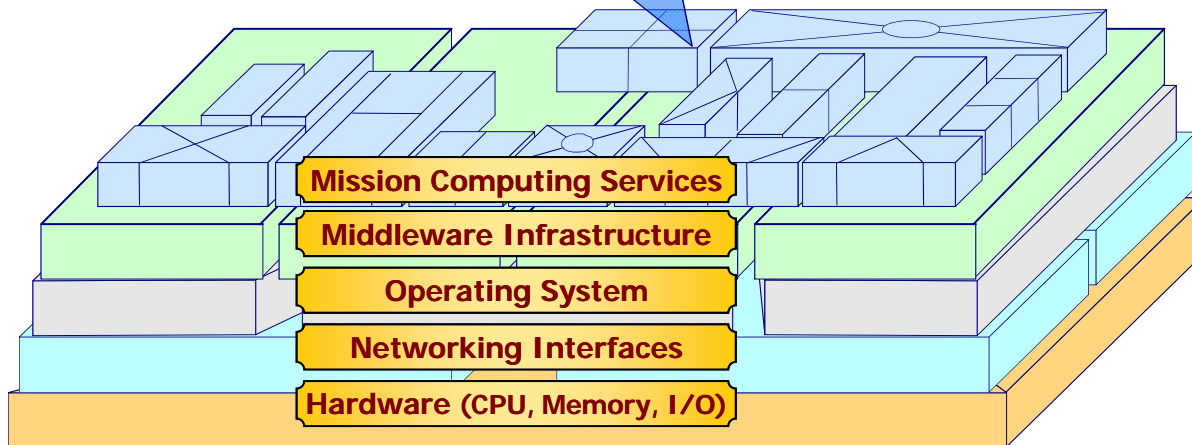 Mission Computing Services
Middleware Infrastructure
Operating System
Networking Interfaces
Hardware (CPU, Memory, I/O)